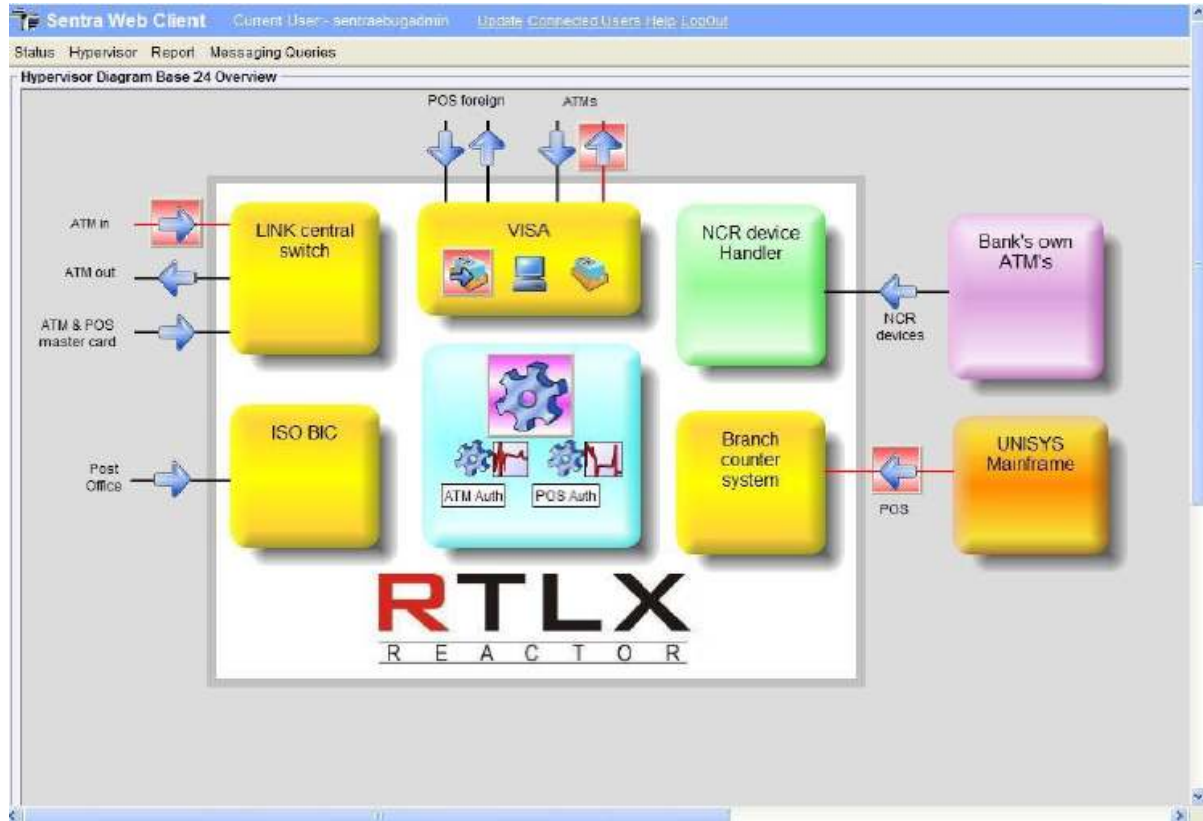 Sentra Web Client Current User:- sentraebugadmin Update Connected Users Help LogOut
Status Hypervisor Report Messaging Queries
Hypervisor Diagram Base 24 Overview
POS foreign
ATMs
ATM in
LINK central
switch
VISA
NCR device
Handler
Bank's own
ATM's
ATM out
ATM & POS
master card
NCR
devices
ISO BIC
Branch
counter
system
UNISYS
Mainframe
Post
Office
ATM Auth
POS Auth
POS
RTLX
REACTOR